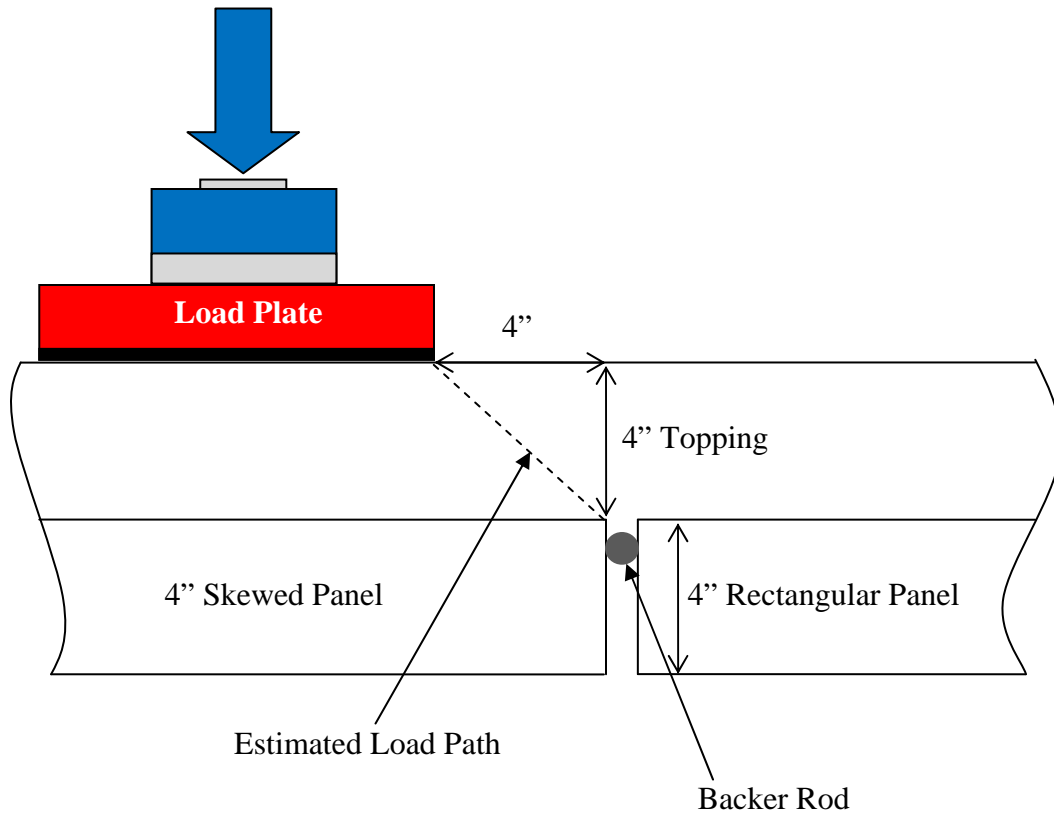 Load Plate
4”
4” Topping
4” Skewed Panel
4” Rectangular Panel
Estimated Load Path
Backer Rod